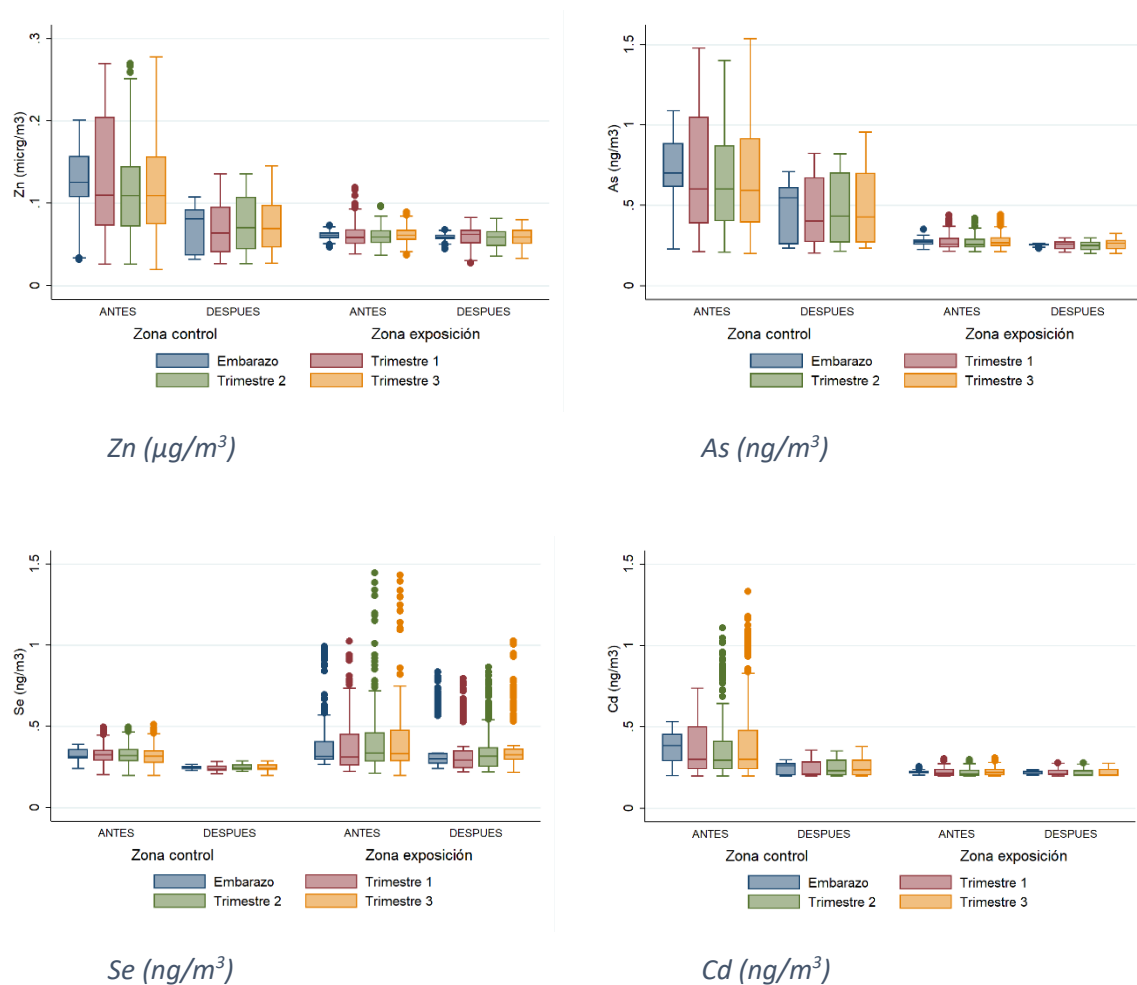 Zn (micrg/m3)
.3
.2
.1
0
ANTES DESPUES ANTES DESPUES
Zona control Zona exposición
Embarazo Trimestre 1
Trimestre 2 Trimestre 3
Zn (µg/m³)
As (ng/m3)
1.5
1
.5
0
ANTES DESPUES ANTES DESPUES
Zona control Zona exposición
Embarazo Trimestre 1
Trimestre 2 Trimestre 3
As (ng/m³)
Se (ng/m3)
1.5
1
.5
0
ANTES DESPUES ANTES DESPUES
Zona control Zona exposición
Embarazo Trimestre 1
Trimestre 2 Trimestre 3
Se (ng/m³)
Cd (ng/m3)
1.5
1
.5
0
ANTES DESPUES ANTES DESPUES
Zona control Zona exposición
Embarazo Trimestre 1
Trimestre 2 Trimestre 3
Cd (ng/m³)